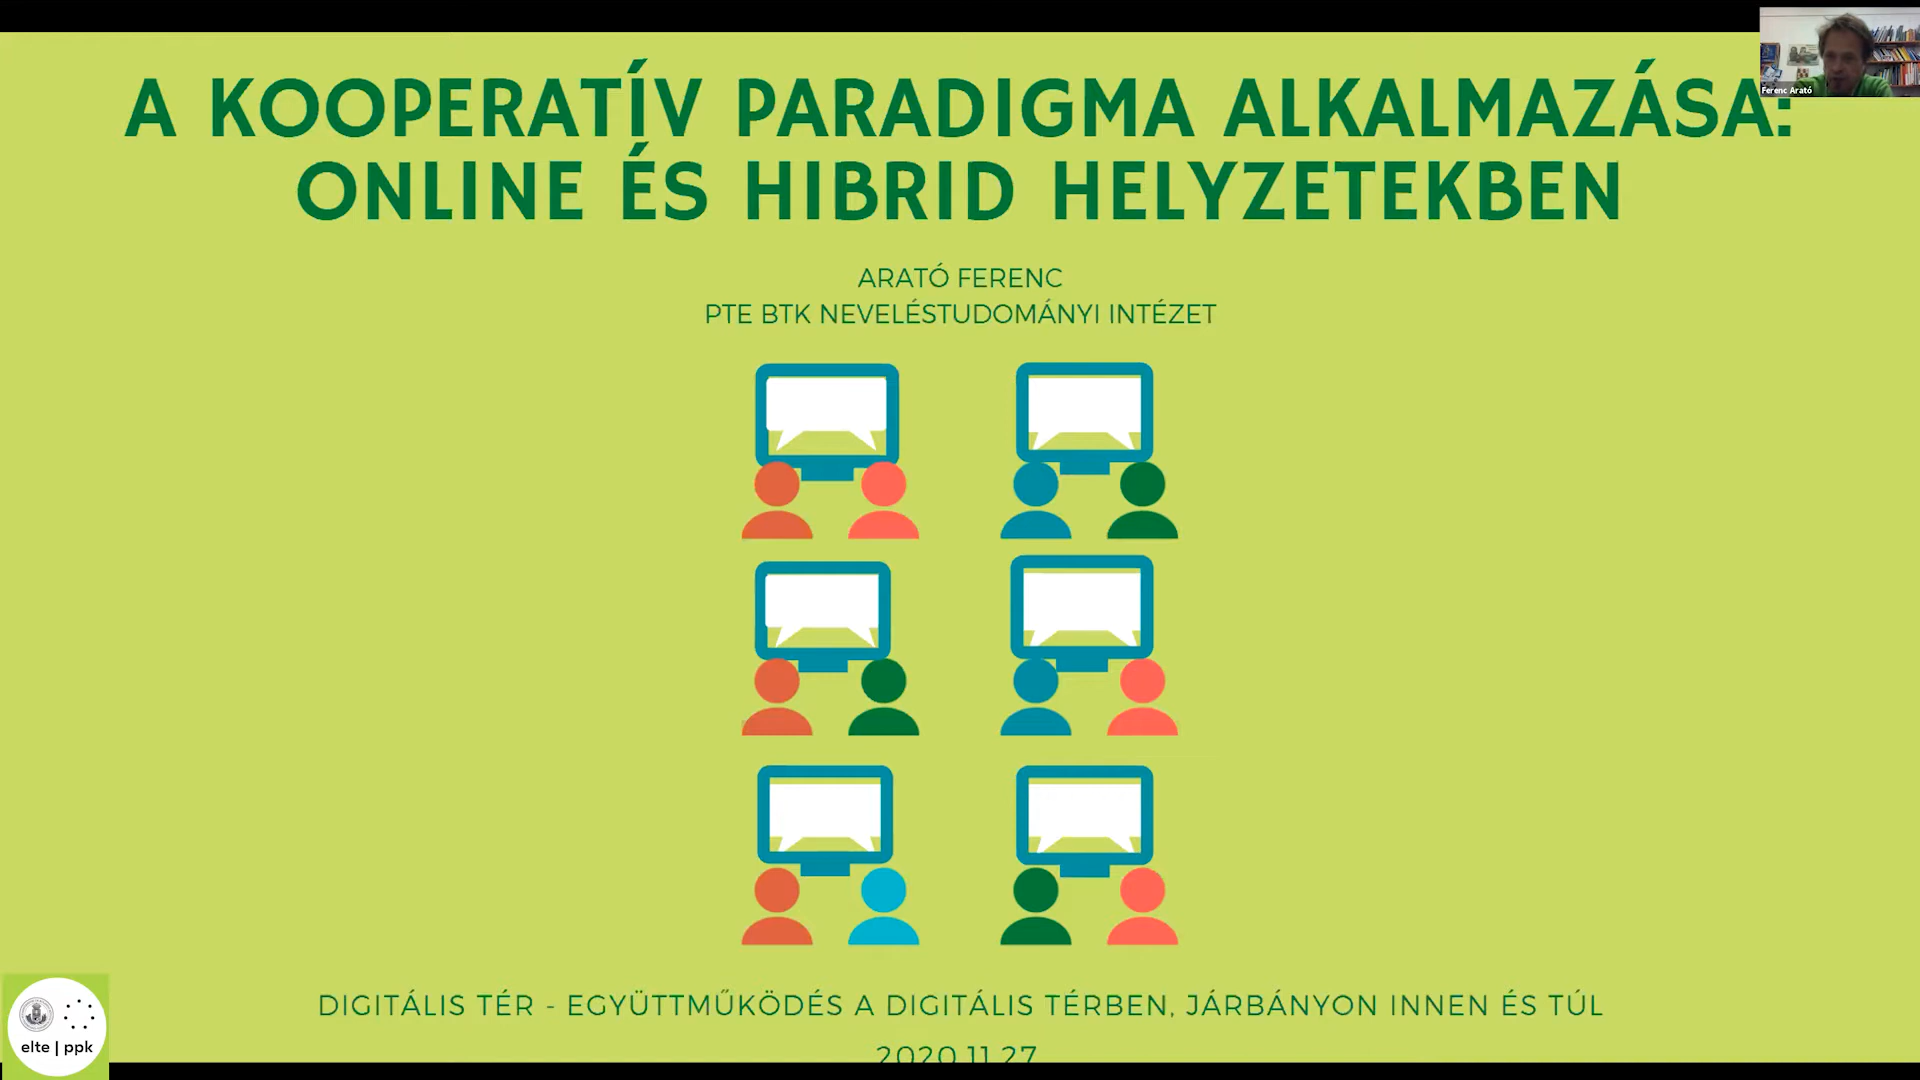 A KOOPERATÍV PARADIGMA ALKALMAZÁSA:
ONLINE ÉS HIBRID HELYZETEKBEN
Ferenc Arató
ARATÓ FERENC
PTE BTK NEVELÉSTUDOMÁNYI INTÉZET
DIGITÁLIS TÉR - EGYÜTTMŰKÖDÉS A DIGITÁLIS TÉRBEN, JÁRBÁNYON INNEN ÉS TÚL
2020.11.27.
elte | ppk